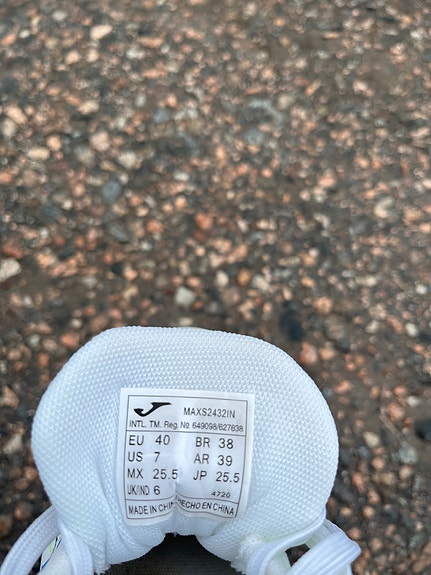 MAXS2432IN
INTL. TM. Reg. Nº 649098/627638
EU 40 BR 38
US 7 AR 39
MX 25.5 JP 25.5
UK/IND 6 4720
MADE IN CHINA HECHO EN CHINA